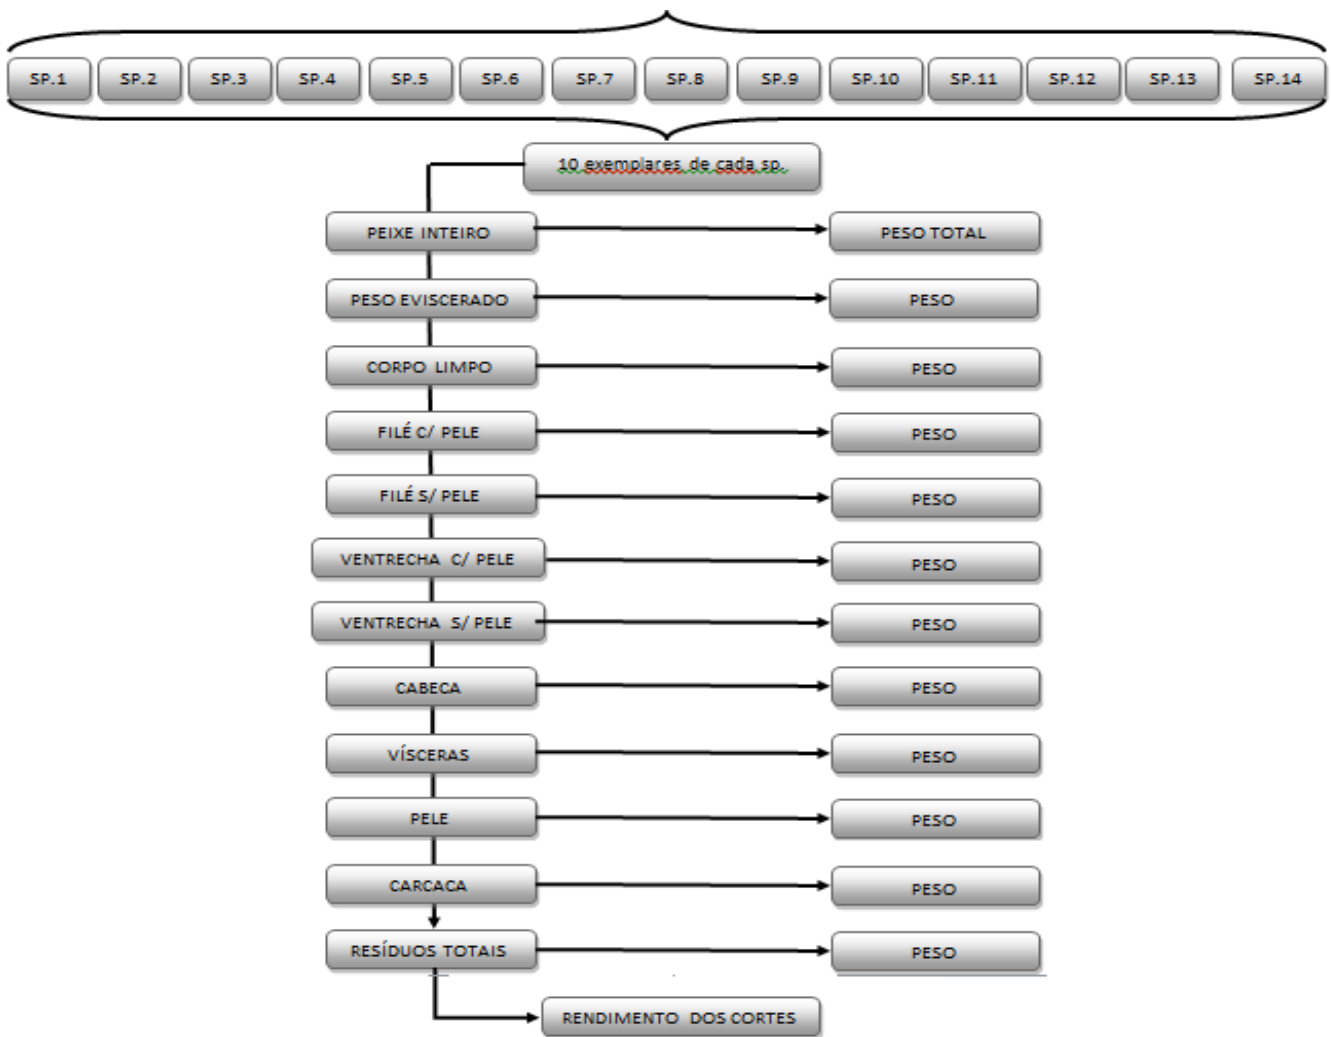 SP.1 SP.2 SP.3 SP.4 SP.5 SP.6 SP.7 SP.8 SP.9 SP.10 SP.11 SP.12 SP.13 SP.14
10 exemplares de cada sp.
PEIXE INTEIRO PESO TOTAL
PESO EVISCERADO PESO
CORPO LIMPO PESO
FILÉ C/ PELE PESO
FILÉ S/ PELE PESO
VENTRECHA C/ PELE PESO
VENTRECHA S/ PELE PESO
CABECA PESO
VÍSCERAS PESO
PELE PESO
CARCACA PESO
RESÍDUOS TOTAIS PESO
RENDIMENTO DOS CORTES